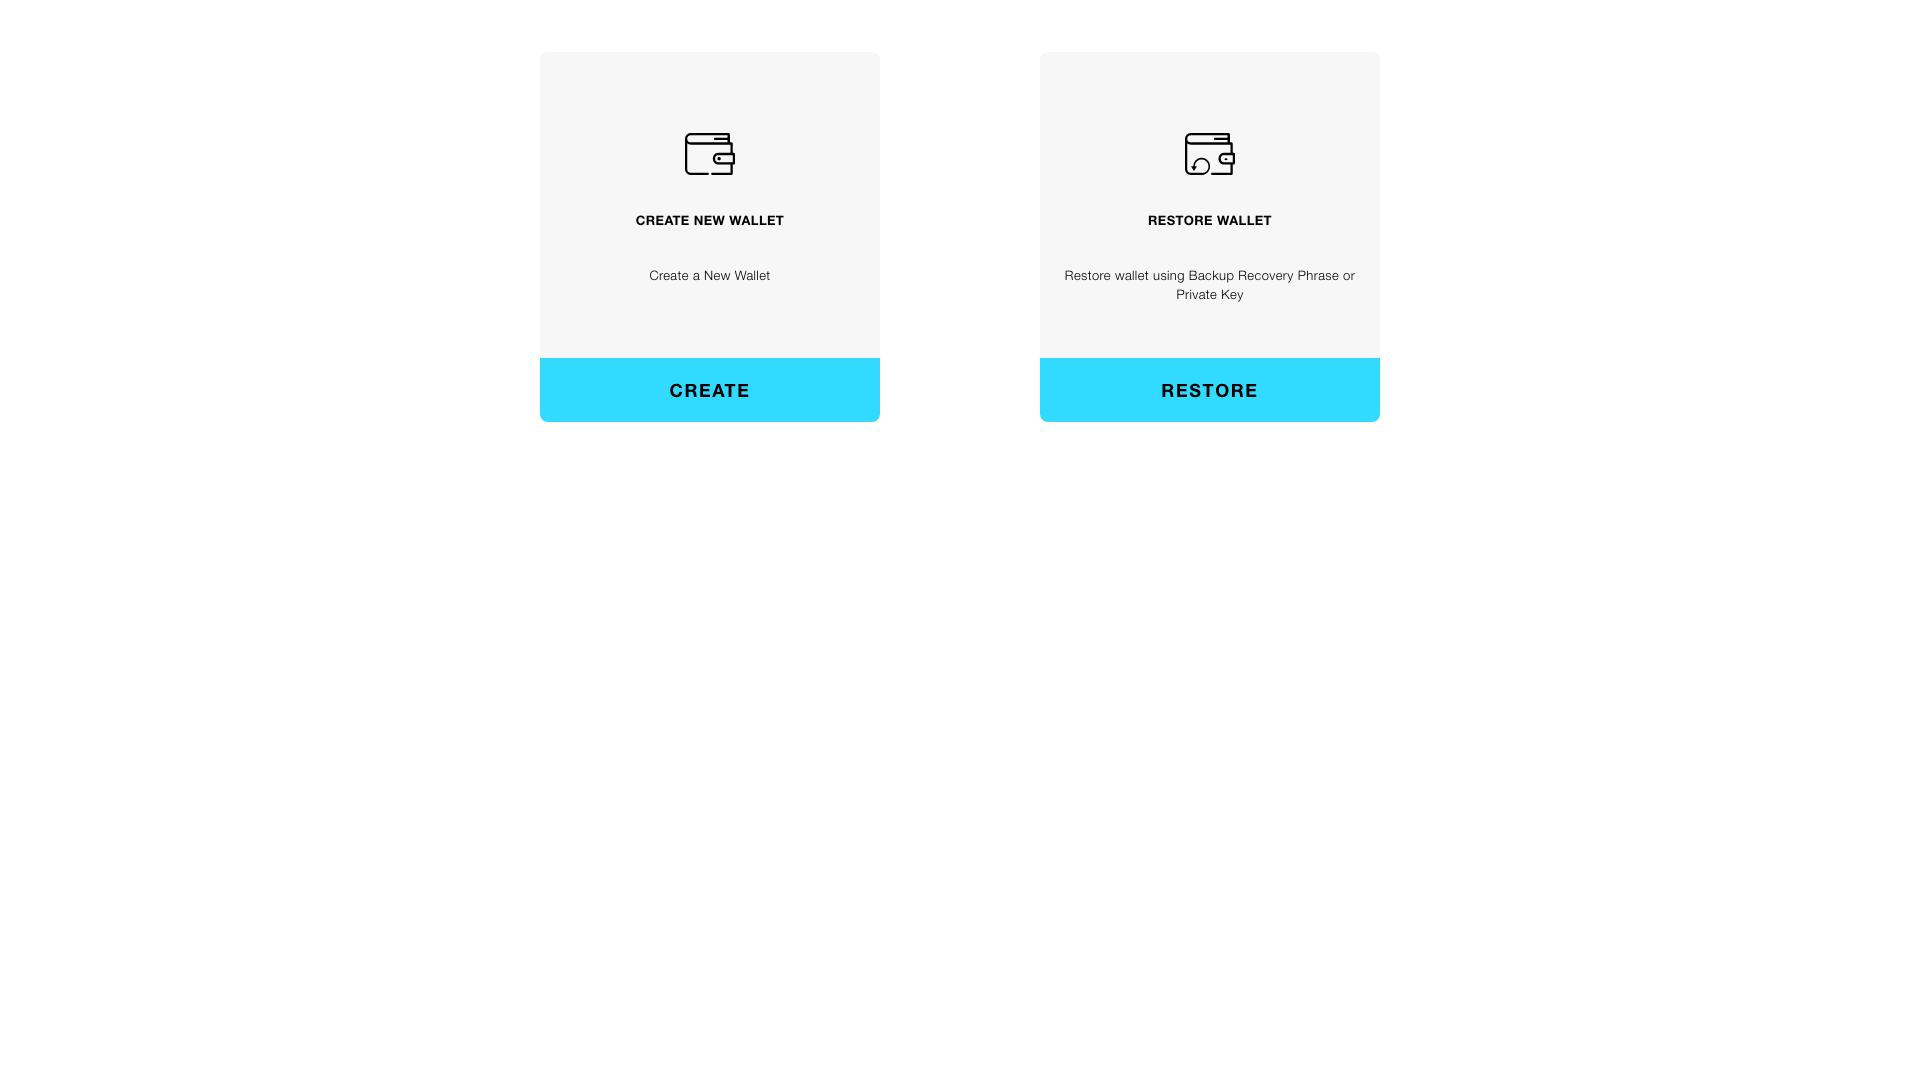 CREATE NEW WALLET
Create a New Wallet
CREATE
RESTORE WALLET
Restore wallet using Backup Recovery Phrase or
Private Key
RESTORE